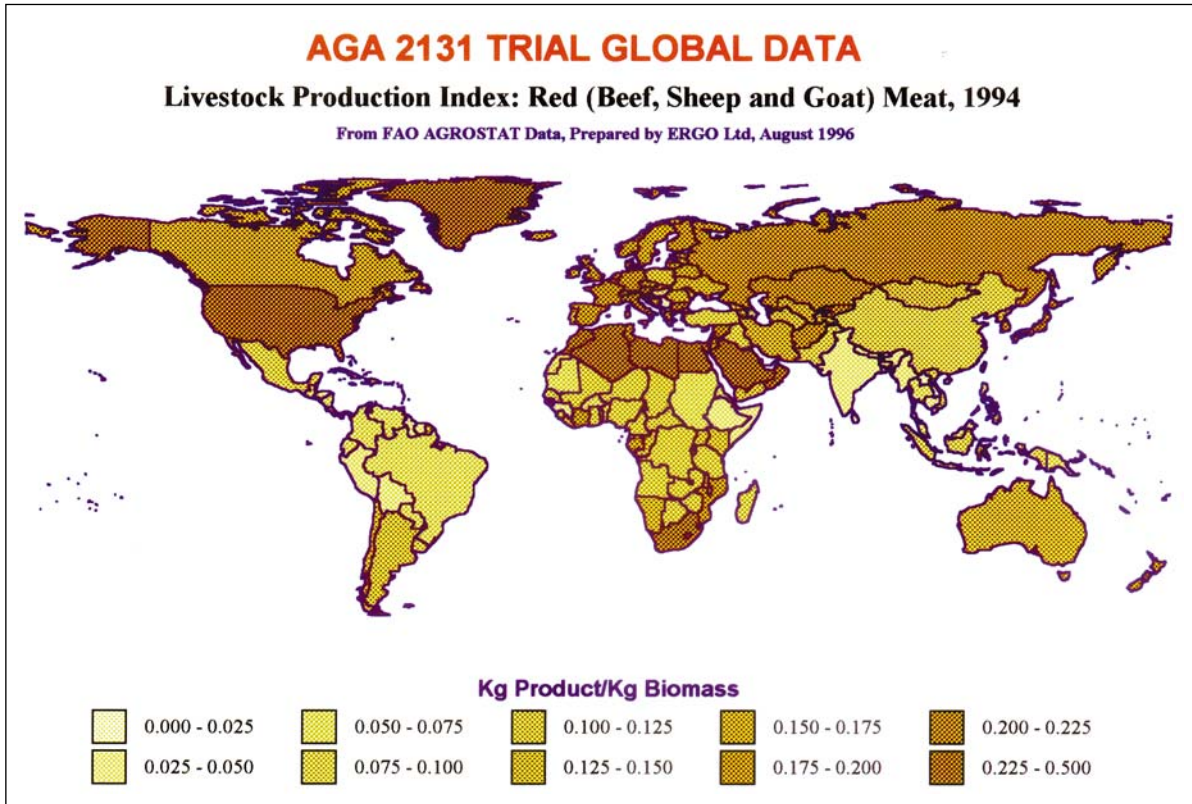 AGA 2131 TRIAL GLOBAL DATA
Livestock Production Index: Red (Beef, Sheep and Goat) Meat, 1994
From FAO AGROSTAT Data, Prepared by ERGO Ltd, August 1996
Kg Product/Kg Biomass
0.000 - 0.025 0.050 - 0.075 0.100 - 0.125 0.150 - 0.175 0.200 - 0.225
0.025 - 0.050 0.075 - 0.100 0.125 - 0.150 0.175 - 0.200 0.225 - 0.500